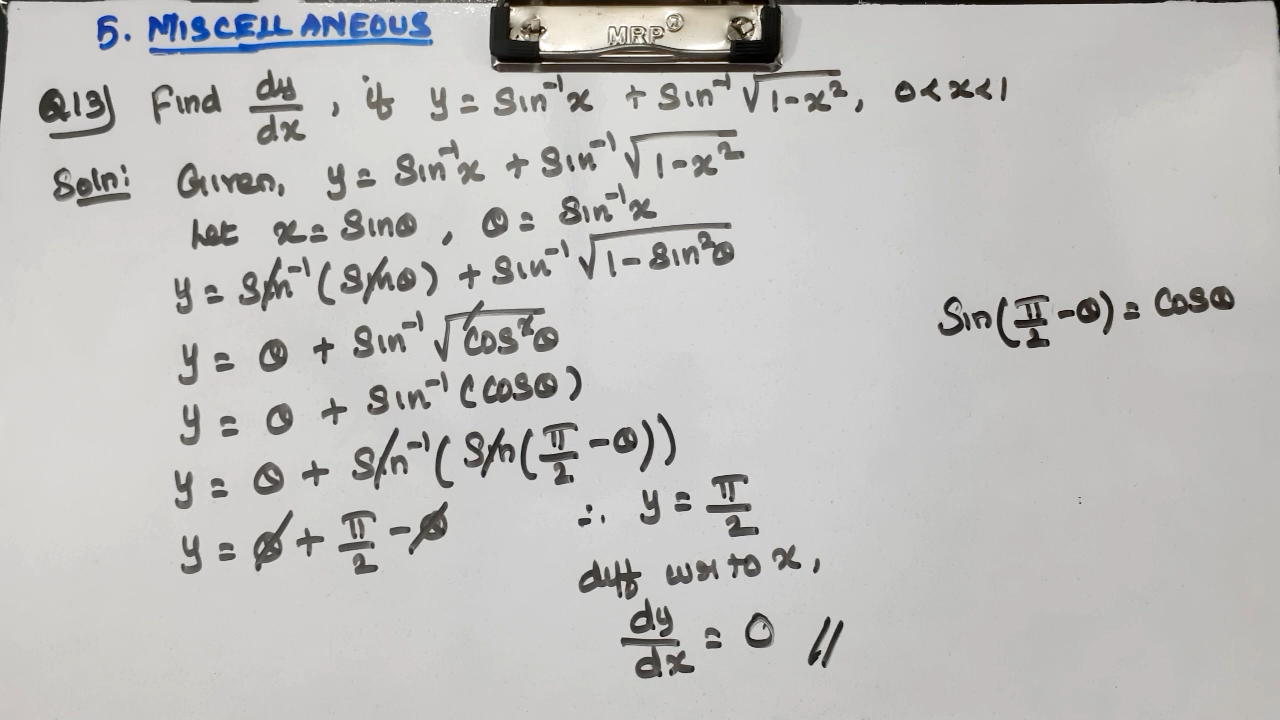 5. MISCELLANEOUS
MRP®
Q13) Find dy/dx, if y = Sin⁻¹x + Sin⁻¹√(1-x²), 0<x<1
Soln: Given, y = Sin⁻¹x + Sin⁻¹√(1-x²)
Let x = Sinθ, θ = Sin⁻¹x
y = Sin⁻¹(Sinθ) + Sin⁻¹√(1-Sin²θ)
y = θ + Sin⁻¹√(Cos²θ)
Sin(π/2-θ) = Cosθ
y = θ + Sin⁻¹(Cosθ)
y = θ + Sin⁻¹(Sin(π/2-θ))
y = θ + π/2 - θ
∴ y = π/2
diff wr to x,
dy/dx = 0 //